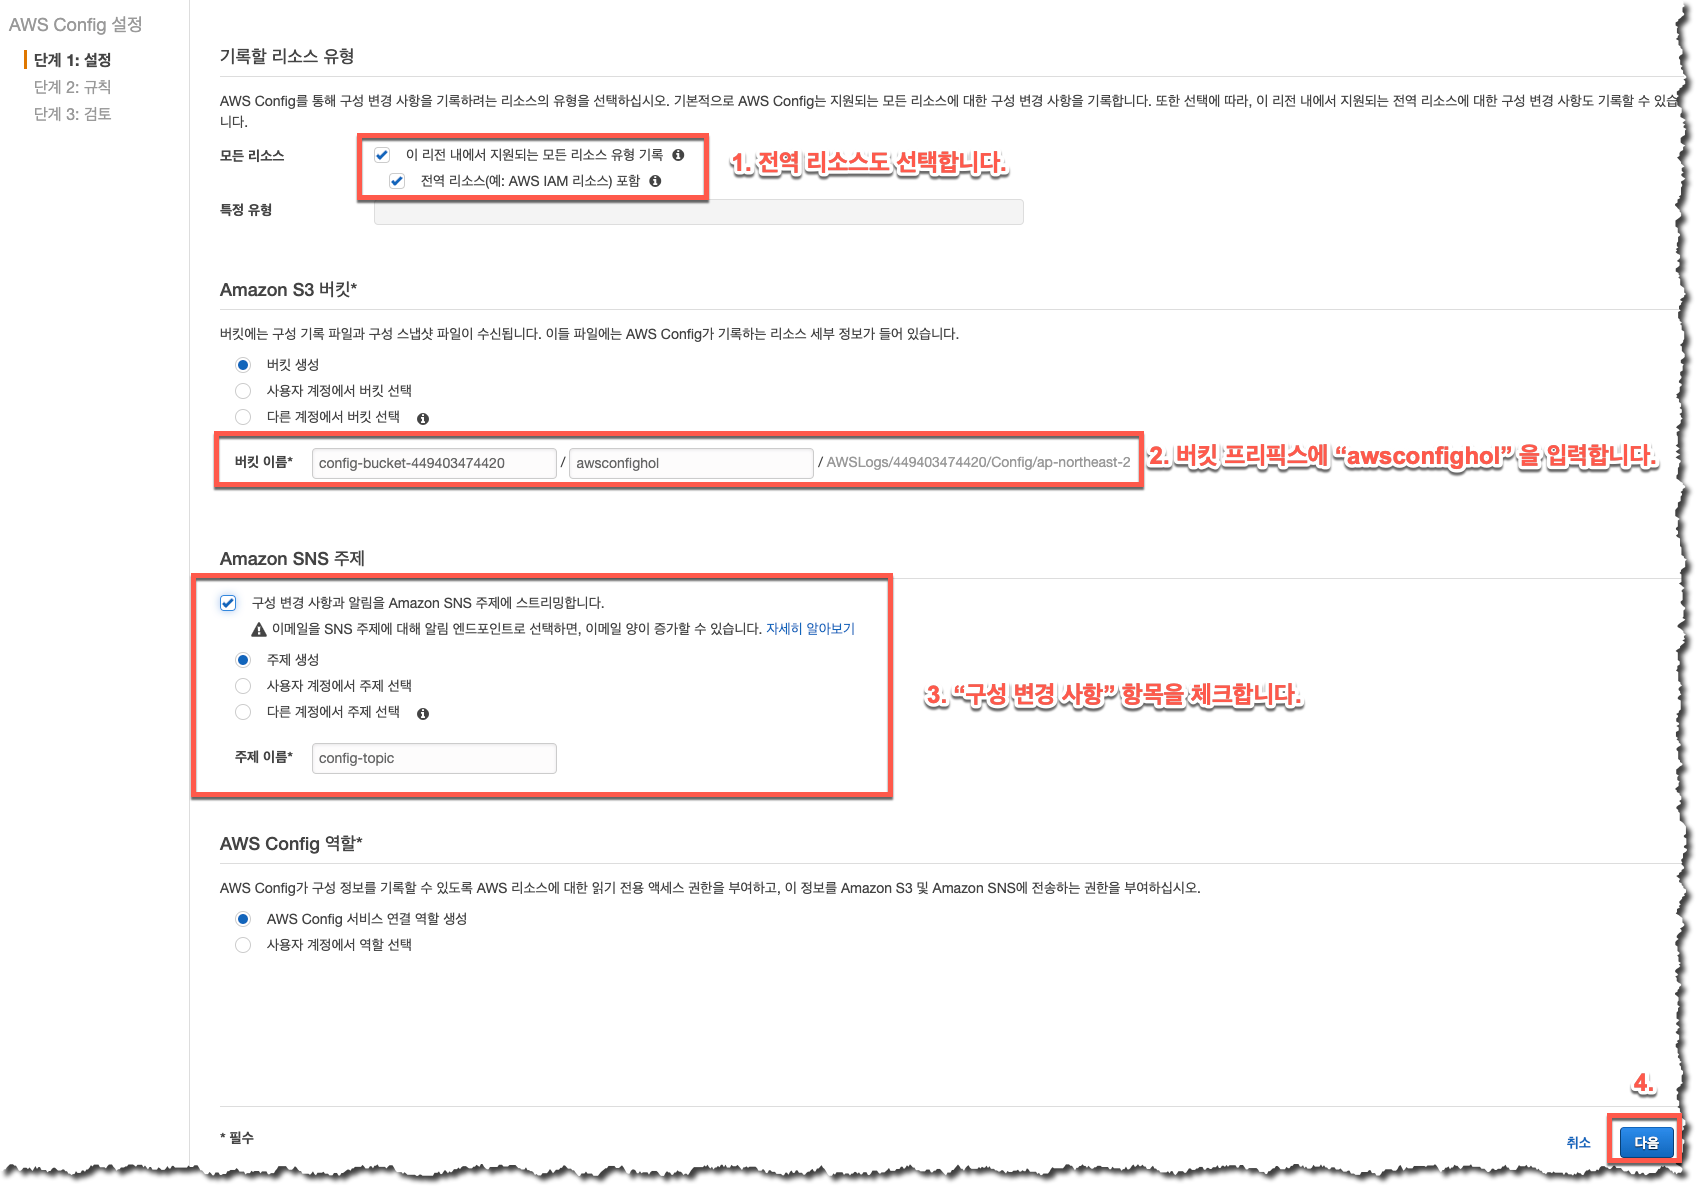 AWS Config 설정
단계 1: 설정
단계 2: 규칙
단계 3: 검토
기록할 리소스 유형
AWS Config를 통해 구성 변경 사항을 기록하려는 리소스의 유형을 선택하십시오. 기본적으로 AWS Config는 지원되는 모든 리소스에 대한 구성 변경 사항을 기록합니다. 또한 선택에 따라, 이 리전 내에서 지원되는 전역 리소스에 대한 구성 변경 사항도 기록할 수 있습
니다.
모든 리소스
이 리전 내에서 지원되는 모든 리소스 유형 기록
전역 리소스(예: AWS IAM 리소스) 포함
1. 전역 리소스도 선택합니다.
특정 유형
Amazon S3 버킷*
버킷에는 구성 기록 파일과 구성 스냅샷 파일이 수신됩니다. 이들 파일에는 AWS Config가 기록하는 리소스 세부 정보가 들어 있습니다.
버킷 생성
사용자 계정에서 버킷 선택
다른 계정에서 버킷 선택
버킷 이름* config-bucket-449403474420 / awsconfighol / AWSLogs/449403474420/Config/ap-northeast-2
2. 버킷 프리픽스에 “awsconfighol” 을 입력합니다.
Amazon SNS 주제
구성 변경 사항과 알림을 Amazon SNS 주제에 스트리밍합니다.
이메일을 SNS 주제에 대해 알림 엔드포인트로 선택하면, 이메일 양이 증가할 수 있습니다. 자세히 알아보기
주제 생성
사용자 계정에서 주제 선택
다른 계정에서 주제 선택
주제 이름* config-topic
3. “구성 변경 사항” 항목을 체크합니다.
AWS Config 역할*
AWS Config가 구성 정보를 기록할 수 있도록 AWS 리소스에 대한 읽기 전용 액세스 권한을 부여하고, 이 정보를 Amazon S3 및 Amazon SNS에 전송하는 권한을 부여하십시오.
AWS Config 서비스 연결 역할 생성
사용자 계정에서 역할 선택
4.
* 필수
취소
다음